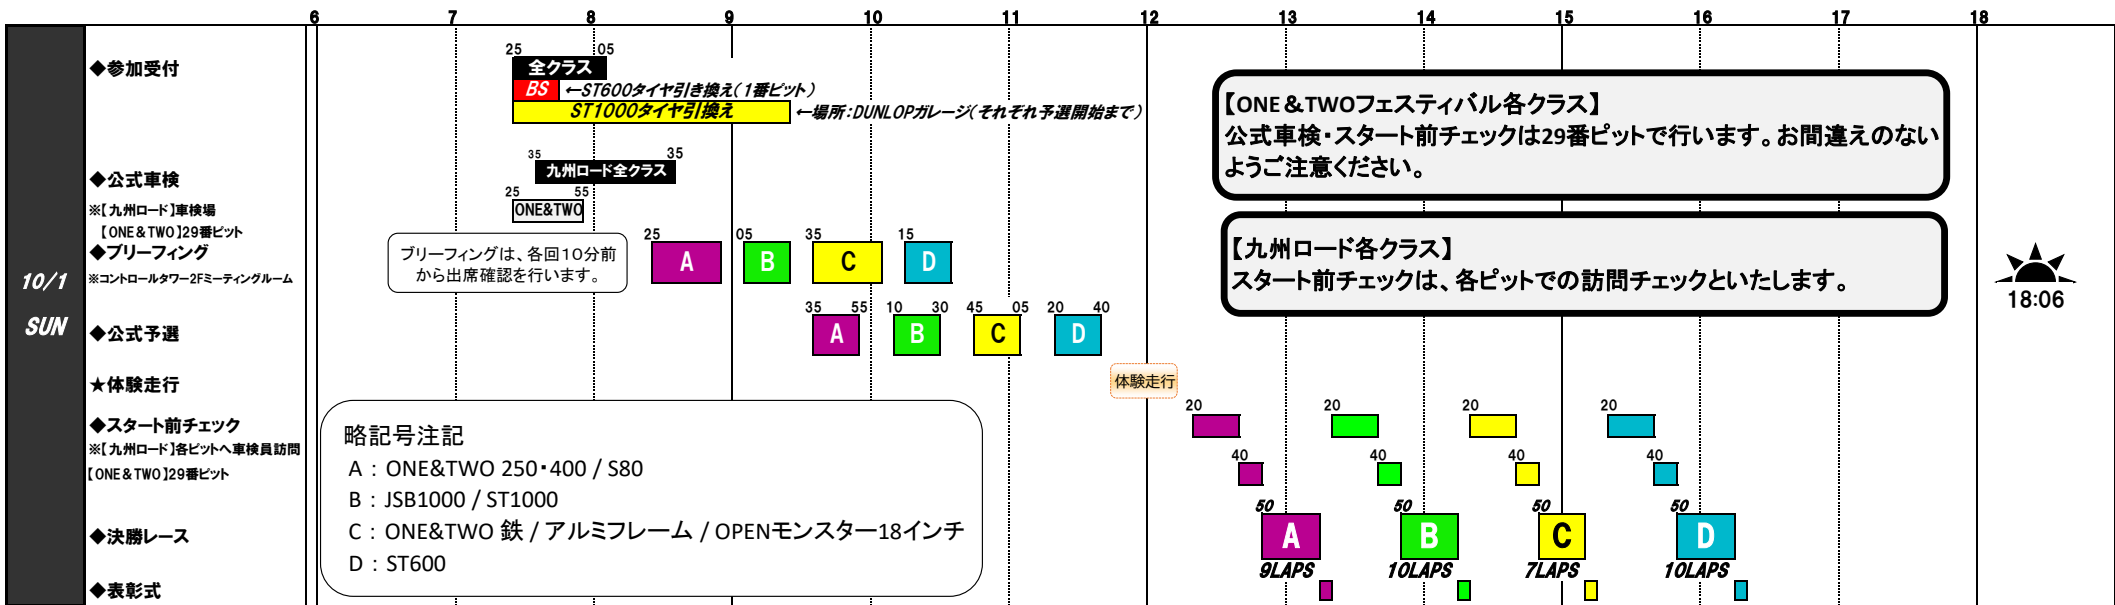 6 7 8 9 10 11 12 13 14 15 16 17 18
10/1
SUN
◆参加受付
25 05
全クラス
BS ←ST600タイヤ引き換え(1番ピット)
ST1000タイヤ引換え ←場所:DUNLOPガレージ(それぞれ予選開始まで)
【ONE&TWOフェスティバル各クラス】
公式車検・スタート前チェックは29番ピットで行います。お間違えのない
ようご注意ください。
◆公式車検
※【九州ロード】車検場
【ONE&TWO】29番ピット
35 35
九州ロード全クラス
25 55
ONE&TWO
◆ブリーフィング
※コントロールタワー2Fミーティングルーム
ブリーフィングは、各回10分前
から出席確認を行います。
25 05 35 15
A B C D
【九州ロード各クラス】
スタート前チェックは、各ピットでの訪問チェックといたします。
18:06
◆公式予選
35 55 10 30 45 05 20 40
A B C D
★体験走行
体験走行
◆スタート前チェック
※【九州ロード】各ピットへ車検員訪問
【ONE&TWO】29番ピット
20 20 20 20
40 40 40 40
略記号注記
A:ONE&TWO 250・400 / S80
B:JSB1000 / ST1000
C:ONE&TWO 鉄 / アルミフレーム / OPENモンスター18インチ
D:ST600
◆決勝レース
50 50 50 50
A B C D
9LAPS 10LAPS 7LAPS 10LAPS
◆表彰式